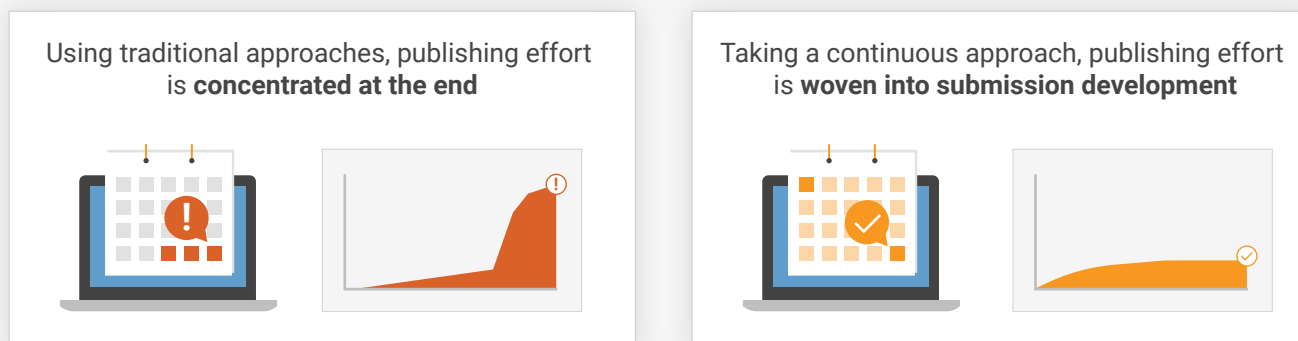 Using traditional approaches, publishing effort
is concentrated at the end
Taking a continuous approach, publishing effort
is woven into submission development